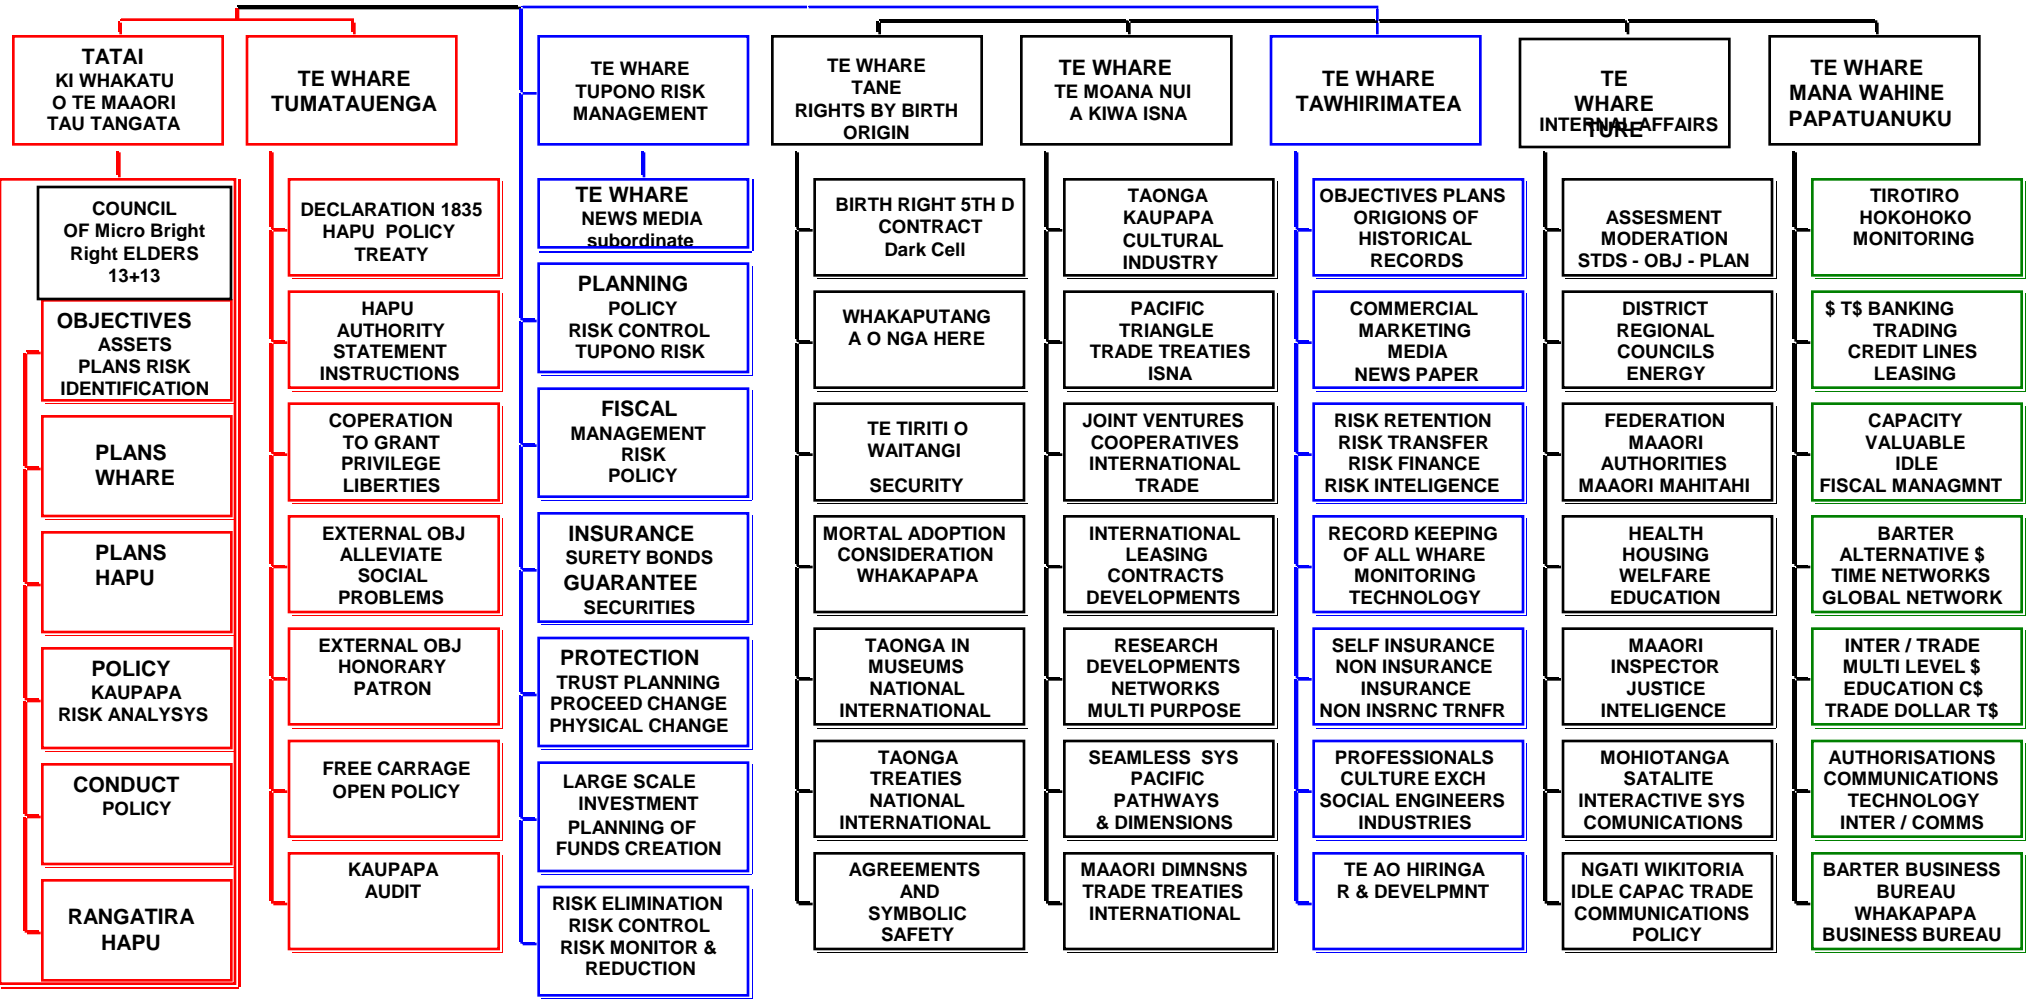 TATAI
KI WHAKATU
O TE MAAORI
TAU TANGATA
TE WHARE
TUMATAUENGA
TE WHARE
TUPONO RISK
MANAGEMENT
TE WHARE
TANE
RIGHTS BY BIRTH
ORIGIN
TE WHARE
TE MOANA NUI
A KIWA ISNA
TE WHARE
TAWHIRIMATEA
TE
WHARE
TURE
INTERNAL AFFAIRS
TE WHARE
MANA WAHINE
PAPATUANUKU
COUNCIL
OF Micro Bright
Right ELDERS
13+13
OBJECTIVES
ASSETS
PLANS RISK
IDENTIFICATION
PLANS
WHARE
PLANS
HAPU
POLICY
KAUPAPA
RISK ANALYSYS
CONDUCT
POLICY
RANGATIRA
HAPU
DECLARATION 1835
HAPU POLICY
TREATY
HAPU
AUTHORITY
STATEMENT
INSTRUCTIONS
COPERATION
TO GRANT
PRIVILEGE
LIBERTIES
EXTERNAL OBJ
ALLEVIATE
SOCIAL
PROBLEMS
EXTERNAL OBJ
HONORARY
PATRON
FREE CARRAGE
OPEN POLICY
KAUPAPA
AUDIT
TE WHARE
NEWS MEDIA
subordinate
PLANNING
POLICY
RISK CONTROL
TUPONO RISK
FISCAL
MANAGEMENT
RISK
POLICY
INSURANCE
SURETY BONDS
GUARANTEE
SECURITIES
PROTECTION
TRUST PLANNING
PROCEED CHANGE
PHYSICAL CHANGE
LARGE SCALE
INVESTMENT
PLANNING OF
FUNDS CREATION
RISK ELIMINATION
RISK CONTROL
RISK MONITOR &
REDUCTION
BIRTH RIGHT 5TH D
CONTRACT
Dark Cell
WHAKAPUTANG
A O NGA HERE
TE TIRITI O
WAITANGI
SECURITY
MORTAL ADOPTION
CONSIDERATION
WHAKAPAPA
TAONGA IN
MUSEUMS
NATIONAL
INTERNATIONAL
TAONGA
TREATIES
NATIONAL
INTERNATIONAL
AGREEMENTS
AND
SYMBOLIC
SAFETY
TAONGA
KAUPAPA
CULTURAL
INDUSTRY
PACIFIC
TRIANGLE
TRADE TREATIES
ISNA
JOINT VENTURES
COOPERATIVES
INTERNATIONAL
TRADE
INTERNATIONAL
LEASING
CONTRACTS
DEVELOPMENTS
RESEARCH
DEVELOPMENTS
NETWORKS
MULTI PURPOSE
SEAMLESS SYS
PACIFIC
PATHWAYS
& DIMENSIONS
MAAORI DIMNSNS
TRADE TREATIES
INTERNATIONAL
OBJECTIVES PLANS
ORIGIONS OF
HISTORICAL
RECORDS
COMMERCIAL
MARKETING
MEDIA
NEWS PAPER
RISK RETENTION
RISK TRANSFER
RISK FINANCE
RISK INTELIGENCE
RECORD KEEPING
OF ALL WHARE
MONITORING
TECHNOLOGY
SELF INSURANCE
NON INSURANCE
INSURANCE
NON INSRNC TRNFR
PROFESSIONALS
CULTURE EXCH
SOCIAL ENGINEERS
INDUSTRIES
TE AO HIRINGA
R & DEVELPMNT
ASSESMENT
MODERATION
STDS - OBJ - PLAN
DISTRICT
REGIONAL
COUNCILS
ENERGY
FEDERATION
MAAORI
AUTHORITIES
MAAORI MAHITAHI
HEALTH
HOUSING
WELFARE
EDUCATION
MAAORI
INSPECTOR
JUSTICE
INTELIGENCE
MOHIOTANGA
SATALITE
INTERACTIVE SYS
COMUNICATIONS
NGATI WIKITORIA
IDLE CAPAC TRADE
COMMUNICATIONS
POLICY
TIROTIRO
HOKOHOKO
MONITORING
$ T$ BANKING
TRADING
CREDIT LINES
LEASING
CAPACITY
VALUABLE
IDLE
FISCAL MANAGMNT
BARTER
ALTERNATIVE $
TIME NETWORKS
GLOBAL NETWORK
INTER / TRADE
MULTI LEVEL $
EDUCATION C$
TRADE DOLLAR T$
AUTHORISATIONS
COMMUNICATIONS
TECHNOLOGY
INTER / COMMS
BARTER BUSINESS
BUREAU
WHAKAPAPA
BUSINESS BUREAU